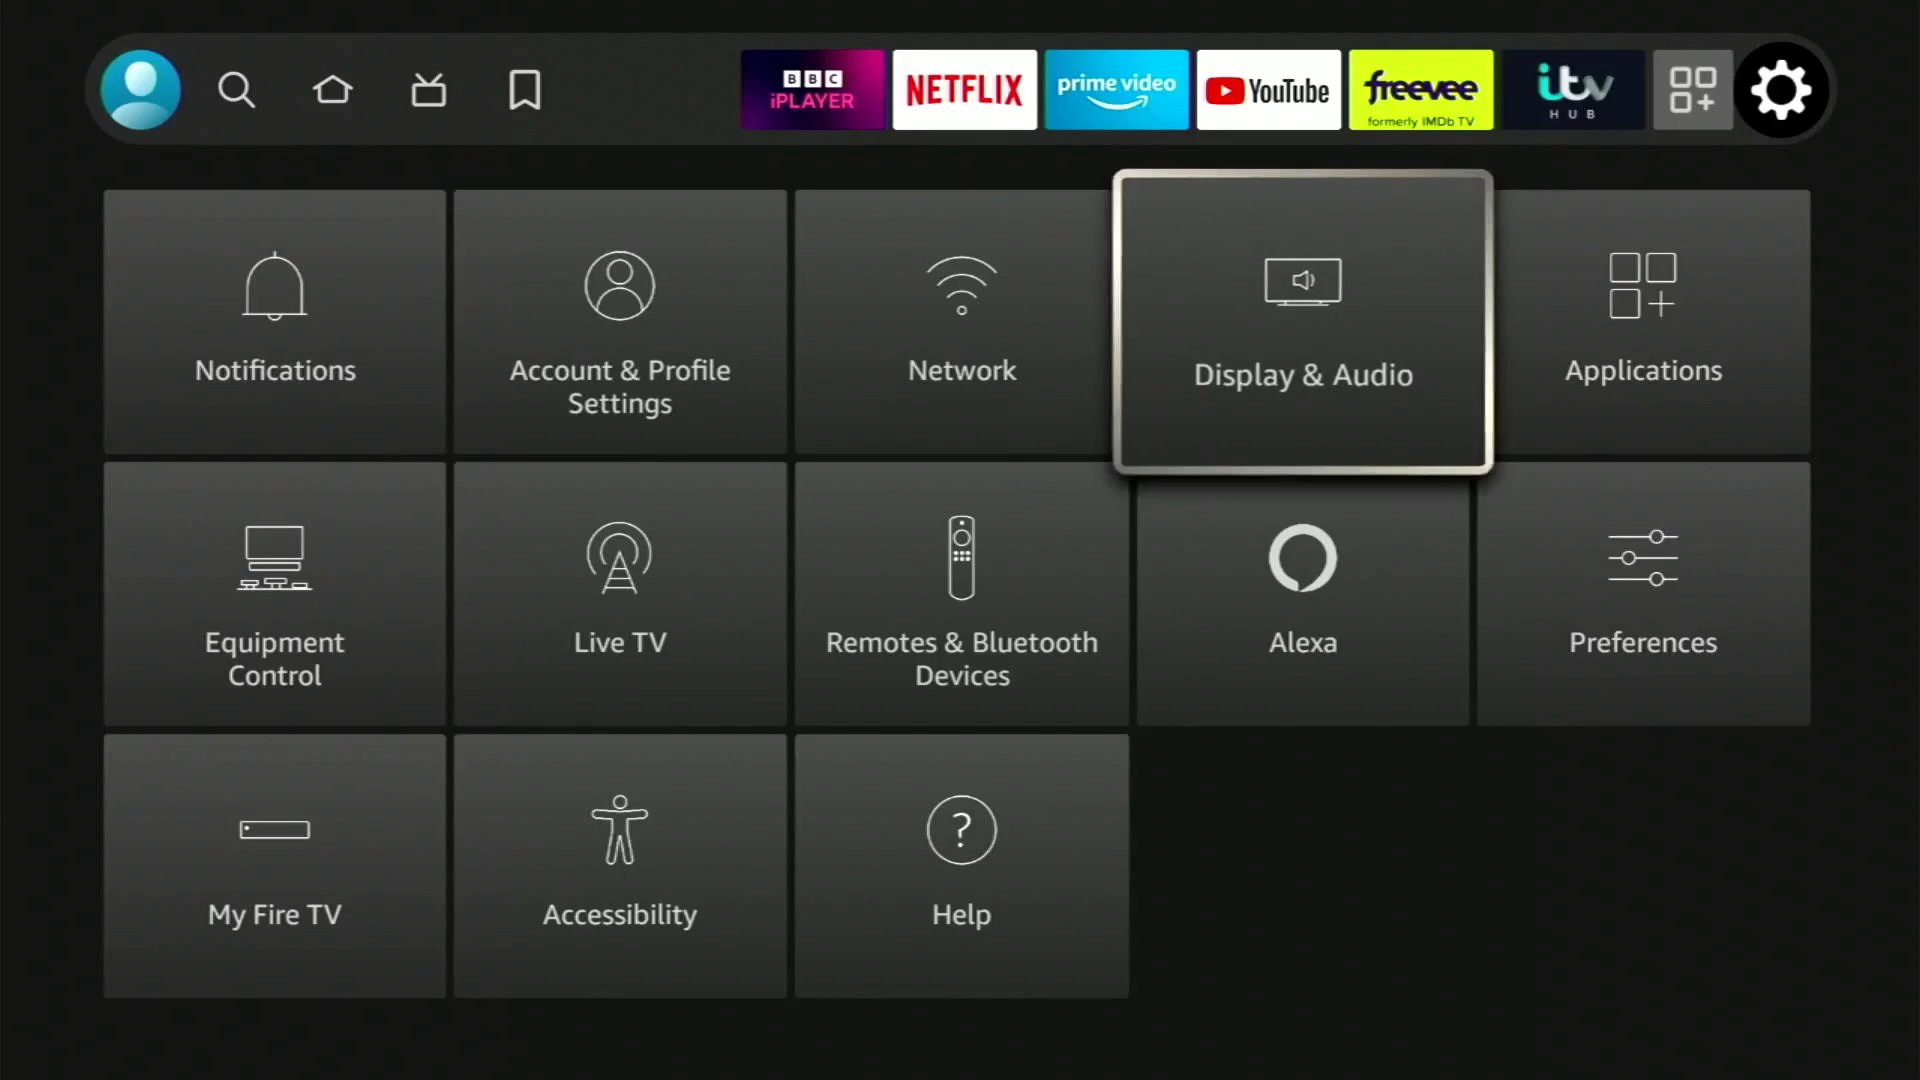 BBC
iPLAYER
NETFLIX
prime video
YouTube
freevee
formerly IMDb TV
itv
HUB
Notifications
Account & Profile
Settings
Network
Display & Audio
Applications
Equipment
Control
Live TV
Remotes & Bluetooth
Devices
Alexa
Preferences
My Fire TV
Accessibility
?
Help